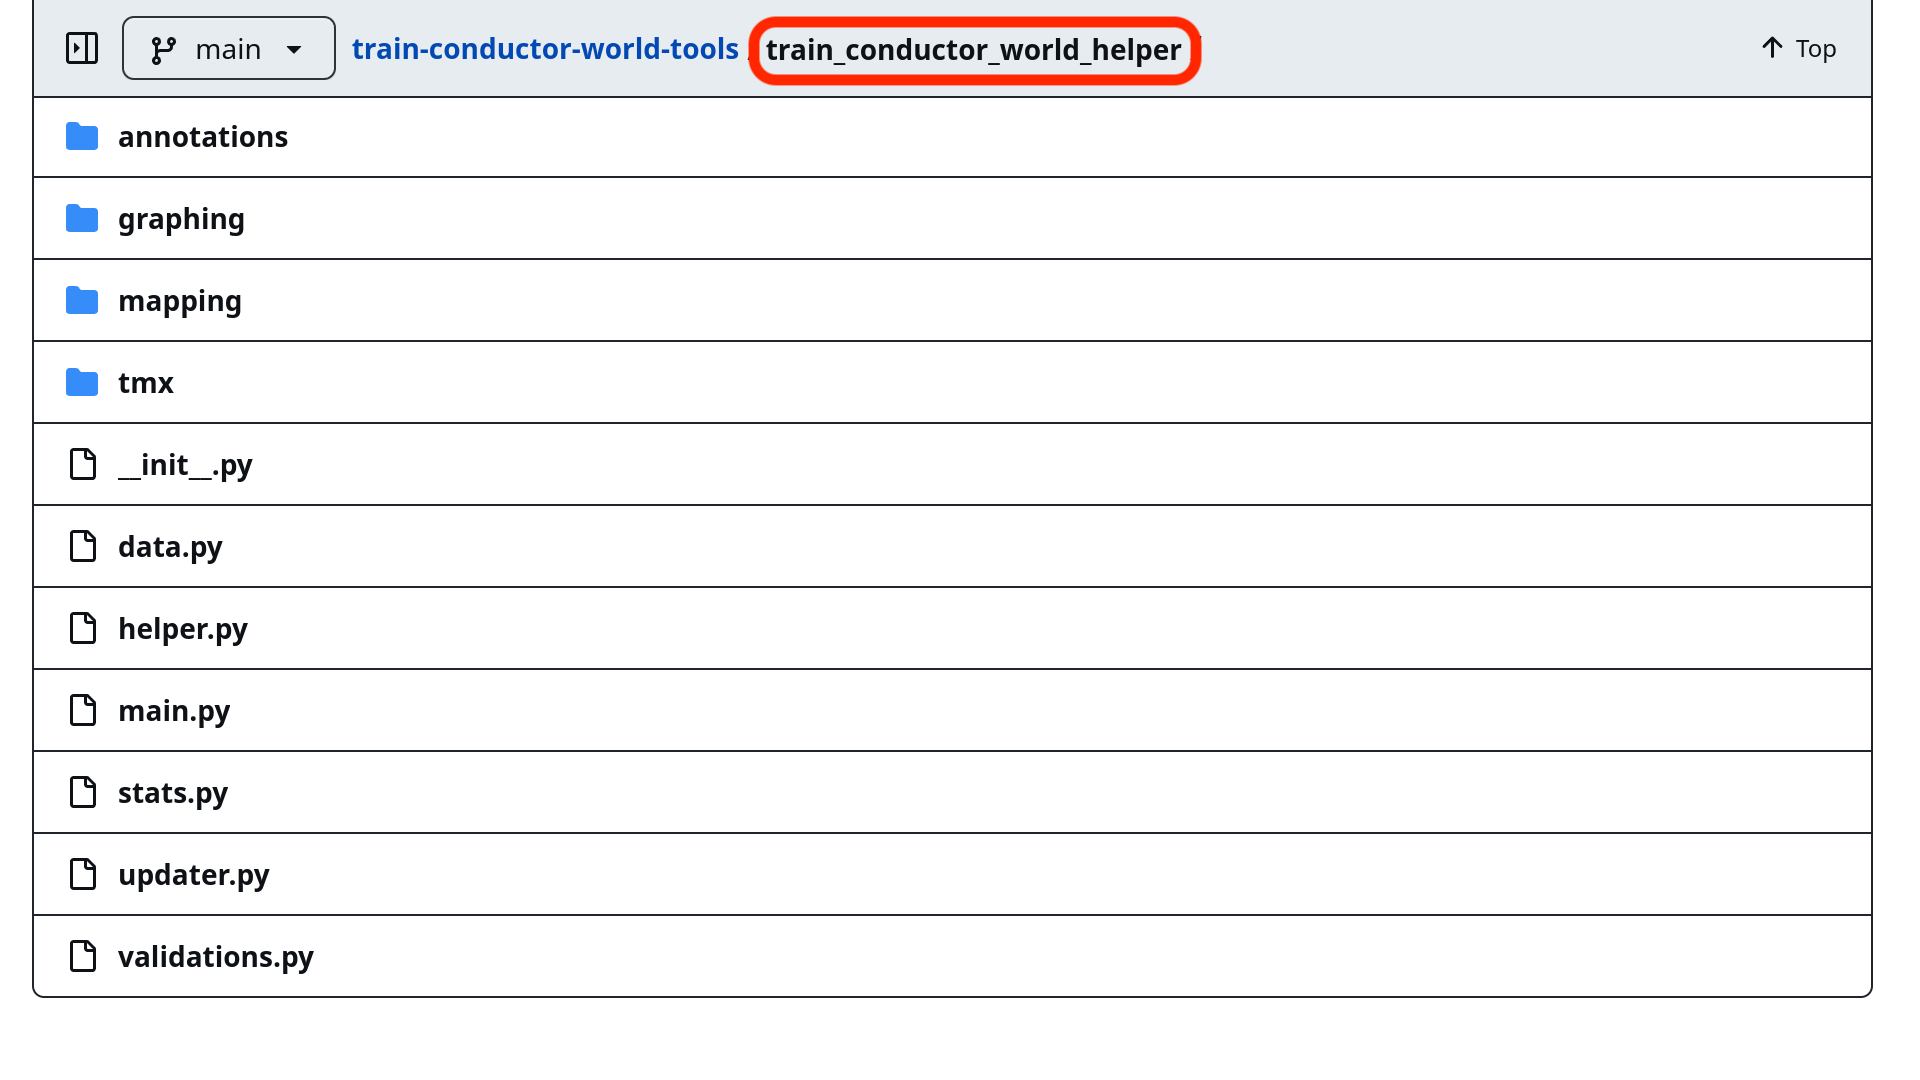 main train-conductor-world-tools / train_conductor_world_helper Top
annotations
graphing
mapping
tmx
__init__.py
data.py
helper.py
main.py
stats.py
updater.py
validations.py